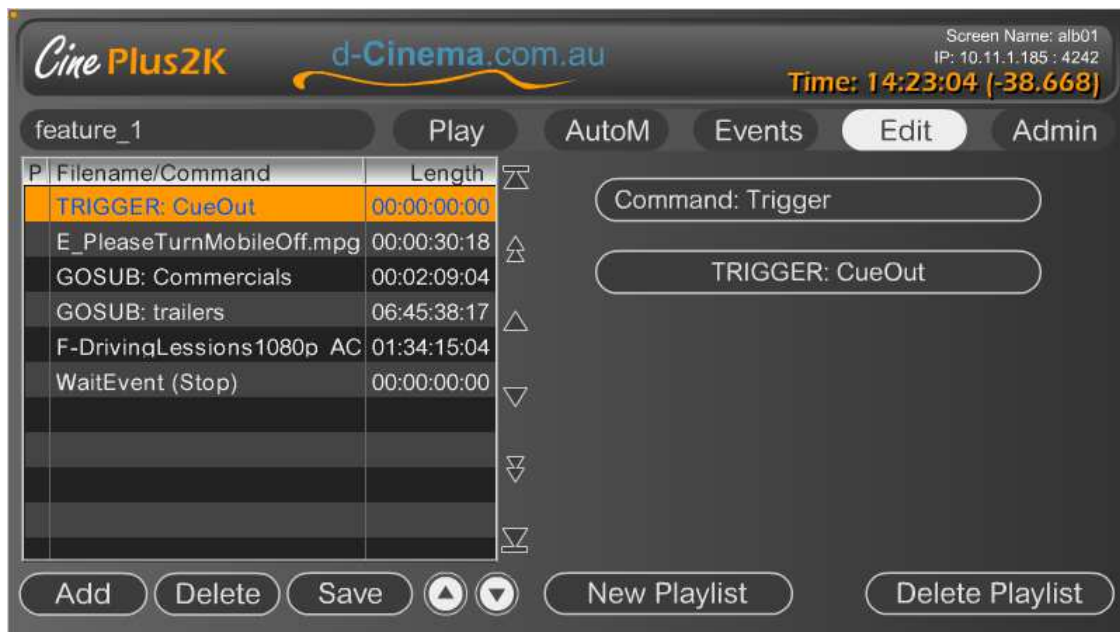 Cine Plus2K
d-Cinema.com.au
Screen Name: alb01
IP: 10.11.1.185 : 4242
Time: 14:23:04 (-38.668)
feature_1
Play
AutoM
Events
Edit
Admin
P Filename/Command Length
TRIGGER: CueOut 00:00:00:00
E_PleaseTurnMobileOff.mpg 00:00:30:18
GOSUB: Commercials 00:02:09:04
GOSUB: trailers 06:45:38:17
F-DrivingLessions1080p_AC 01:34:15:04
WaitEvent (Stop) 00:00:00:00
Command: Trigger
TRIGGER: CueOut
Add
Delete
Save
New Playlist
Delete Playlist